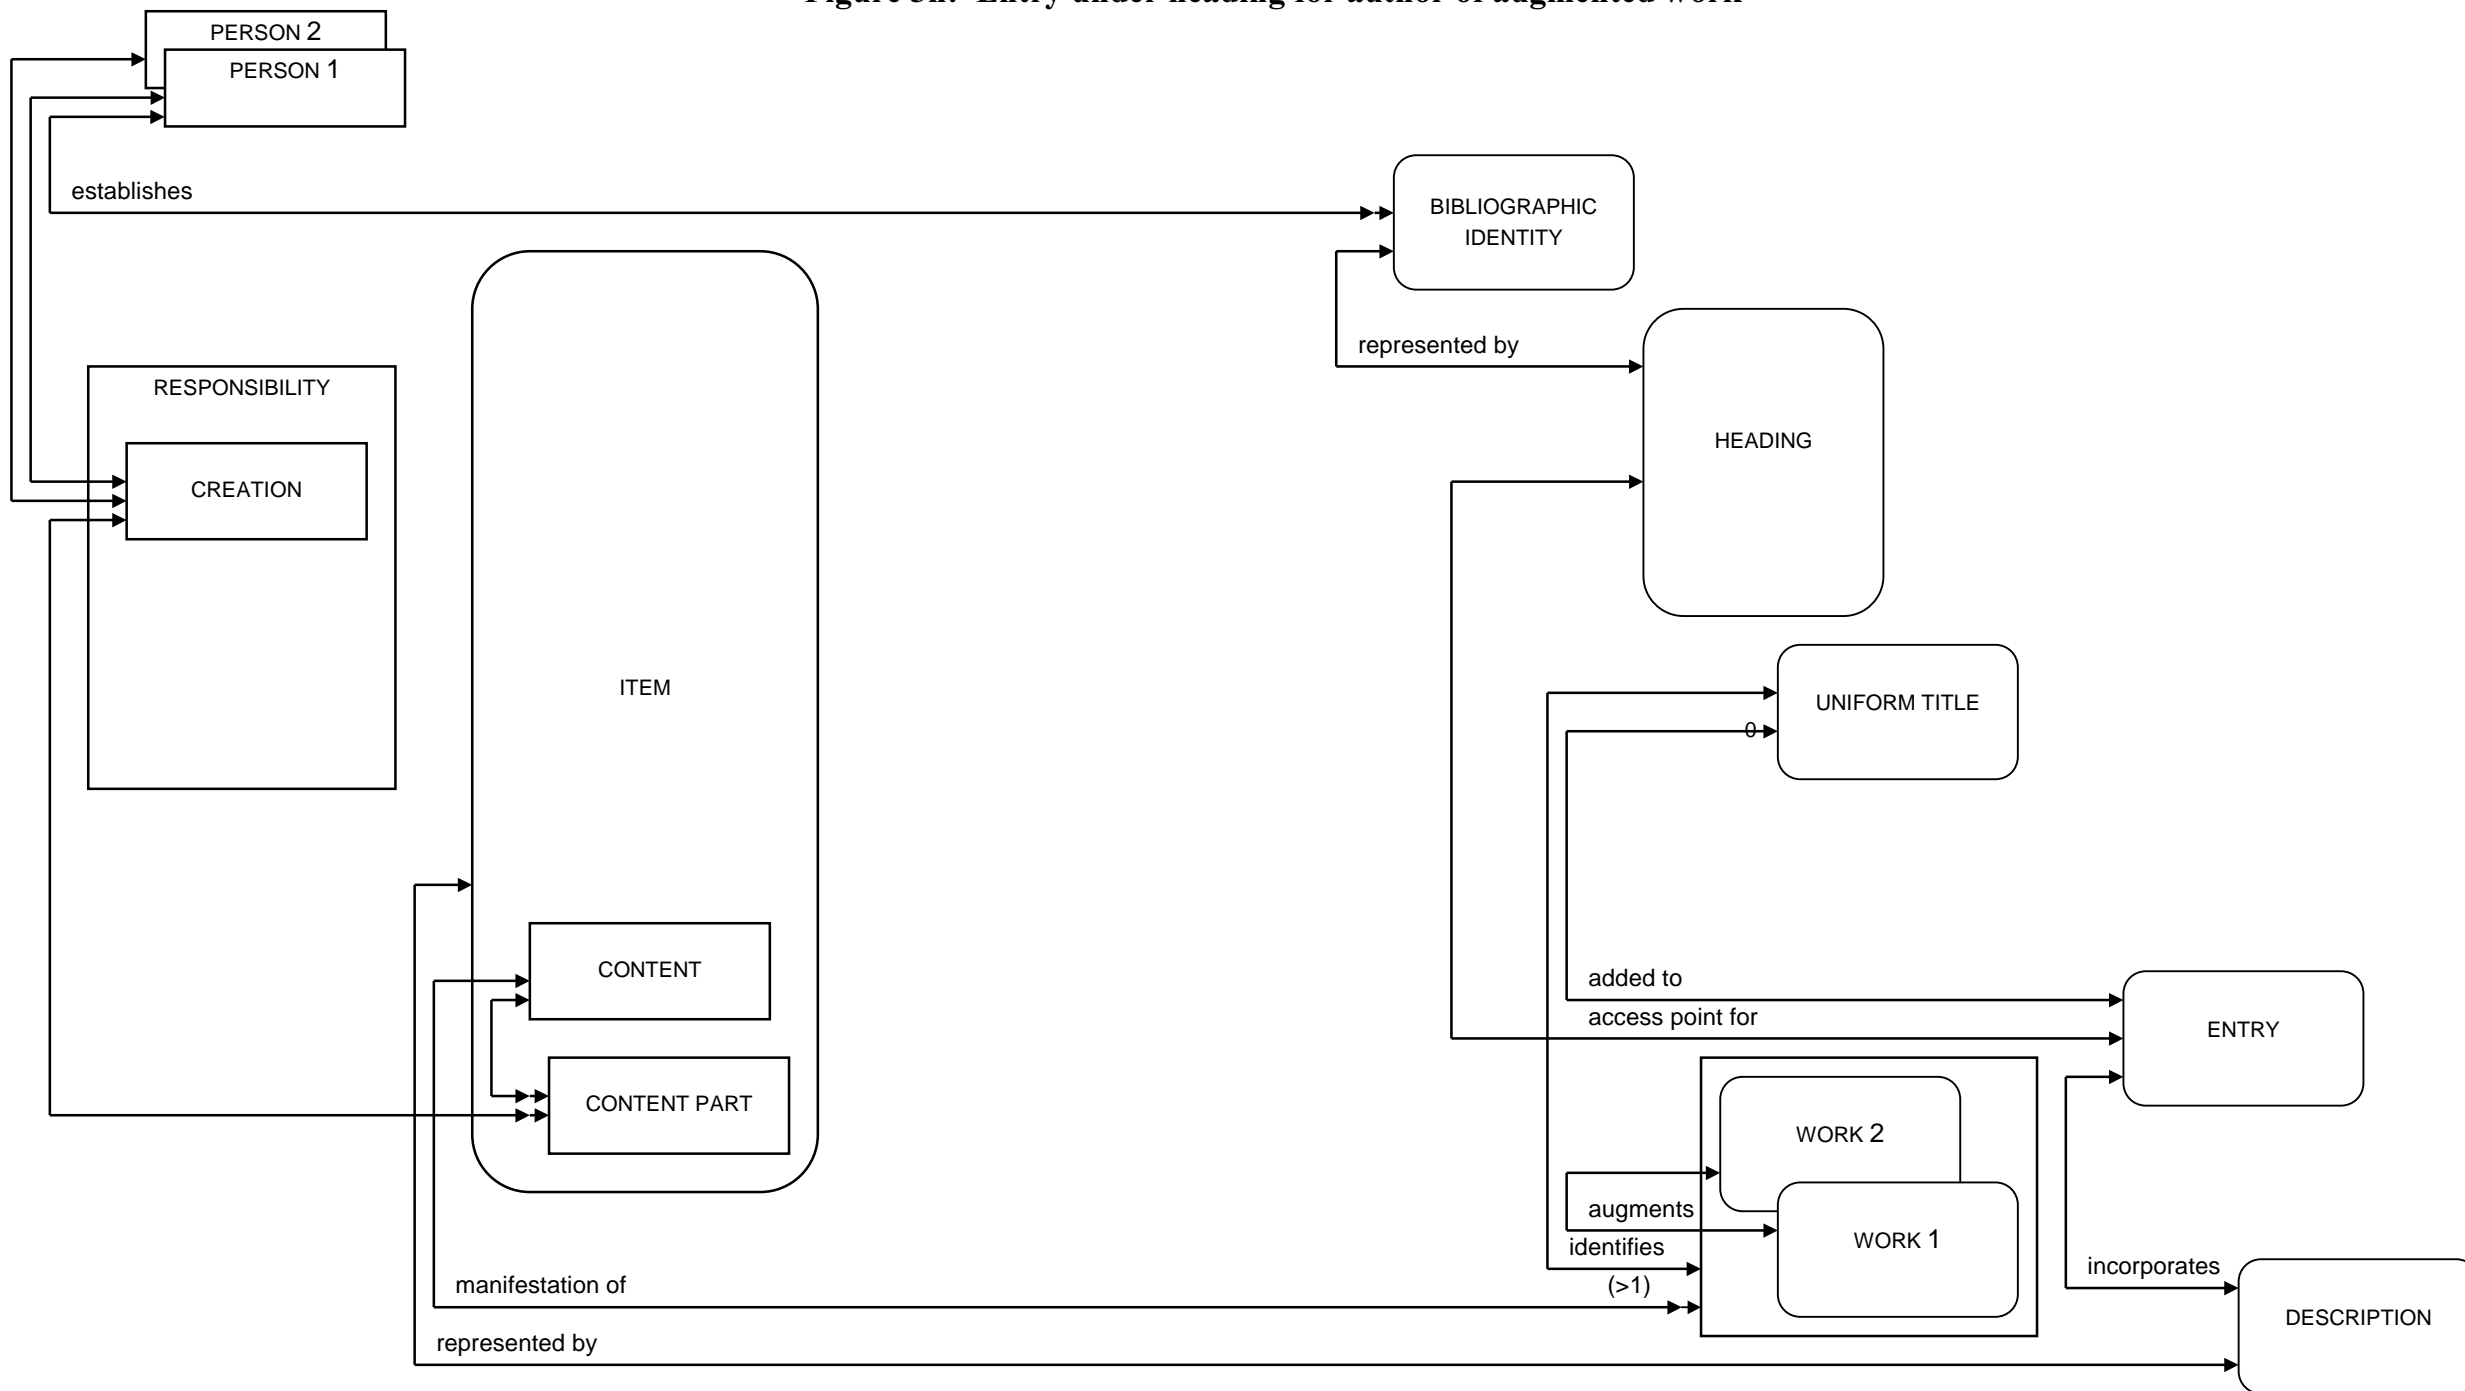 Entry under heading for author of augmented work
PERSON 2
PERSON 1
establishes
BIBLIOGRAPHIC
IDENTITY
represented by
RESPONSIBILITY
HEADING
CREATION
ITEM
UNIFORM TITLE
0
CONTENT
added to
access point for
ENTRY
CONTENT PART
WORK 2
augments
WORK 1
identifies
incorporates
manifestation of
(>1)
DESCRIPTION
represented by